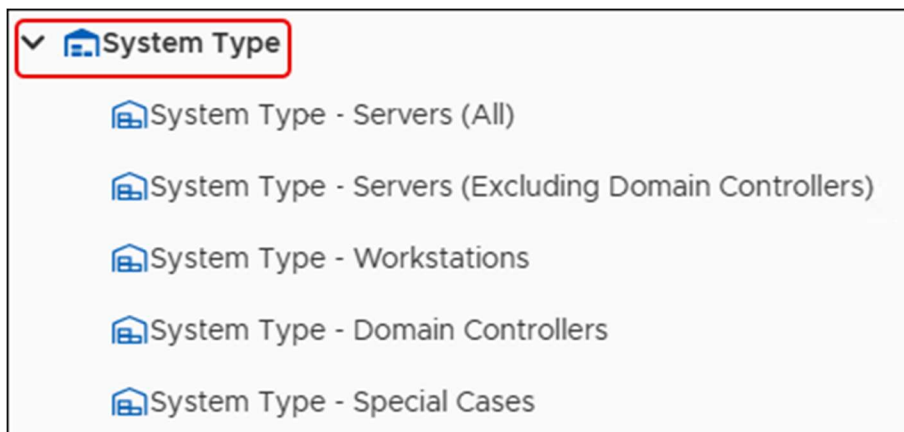 System Type
System Type - Servers (All)
System Type - Servers (Excluding Domain Controllers)
System Type - Workstations
System Type - Domain Controllers
System Type - Special Cases